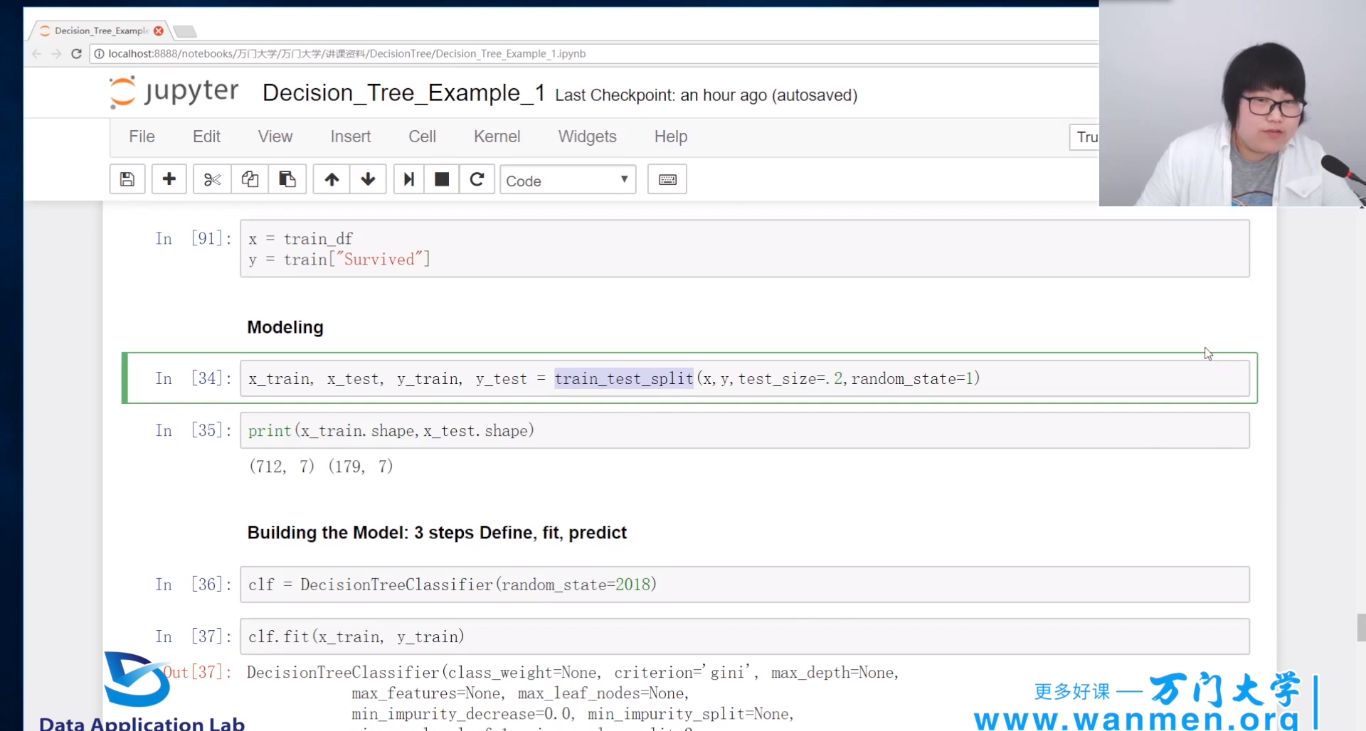 Decision_Tree_Example
localhost:8888/notebooks/万门大学/万门大学/讲课资料/DecisionTree/Decision_Tree_Example_1.ipynb
jupyter Decision_Tree_Example_1 Last Checkpoint: an hour ago (autosaved)
File Edit View Insert Cell Kernel Widgets Help Tru
Code
In [91]: x = train_df
y = train["Survived"]
Modeling
In [34]: x_train, x_test, y_train, y_test = train_test_split(x,y,test_size=.2,random_state=1)
In [35]: print(x_train.shape,x_test.shape)
(712, 7) (179, 7)
Building the Model: 3 steps Define, fit, predict
In [36]: clf = DecisionTreeClassifier(random_state=2018)
In [37]: clf.fit(x_train, y_train)
Out[37]: DecisionTreeClassifier(class_weight=None, criterion='gini', max_depth=None,
max_features=None, max_leaf_nodes=None,
min_impurity_decrease=0.0, min_impurity_split=None,
Data Application Lab
更多好课 — 万门大学
www.wanmen.org